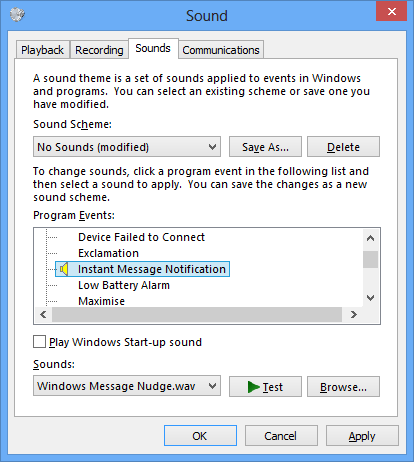 Sound
Playback Recording Sounds Communications
A sound theme is a set of sounds applied to events in Windows
and programs. You can select an existing scheme or save one you
have modified.
Sound Scheme:
No Sounds (modified) Save As... Delete
To change sounds, click a program event in the following list and
then select a sound to apply. You can save the changes as a new
sound scheme.
Program Events:
Device Failed to Connect
Exclamation
Instant Message Notification
Low Battery Alarm
Maximise
Play Windows Start-up sound
Sounds:
Windows Message Nudge.wav Test Browse...
OK Cancel Apply